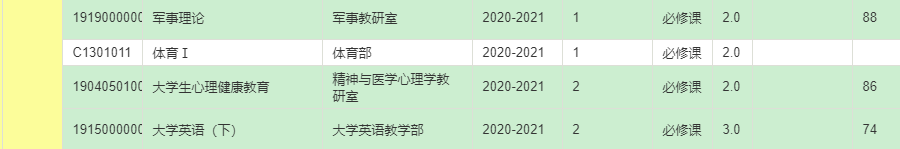 1919000000 军事理论 军事教研室 2020-2021 1 必修课 2.0 88
C1301011 体育Ⅰ 体育部 2020-2021 1 必修课 2.0
1904050100 大学生心理健康教育 精神与医学心理学教 2020-2021 2 必修课 2.0 86
研室
1915000000 大学英语（下） 大学英语教学部 2020-2021 2 必修课 3.0 74